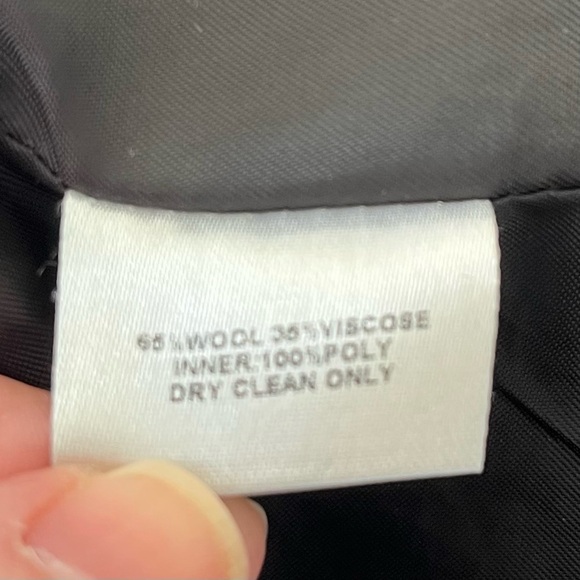 65%WOOL 35%VISCOSE
INNER:100%POLY
DRY CLEAN ONLY